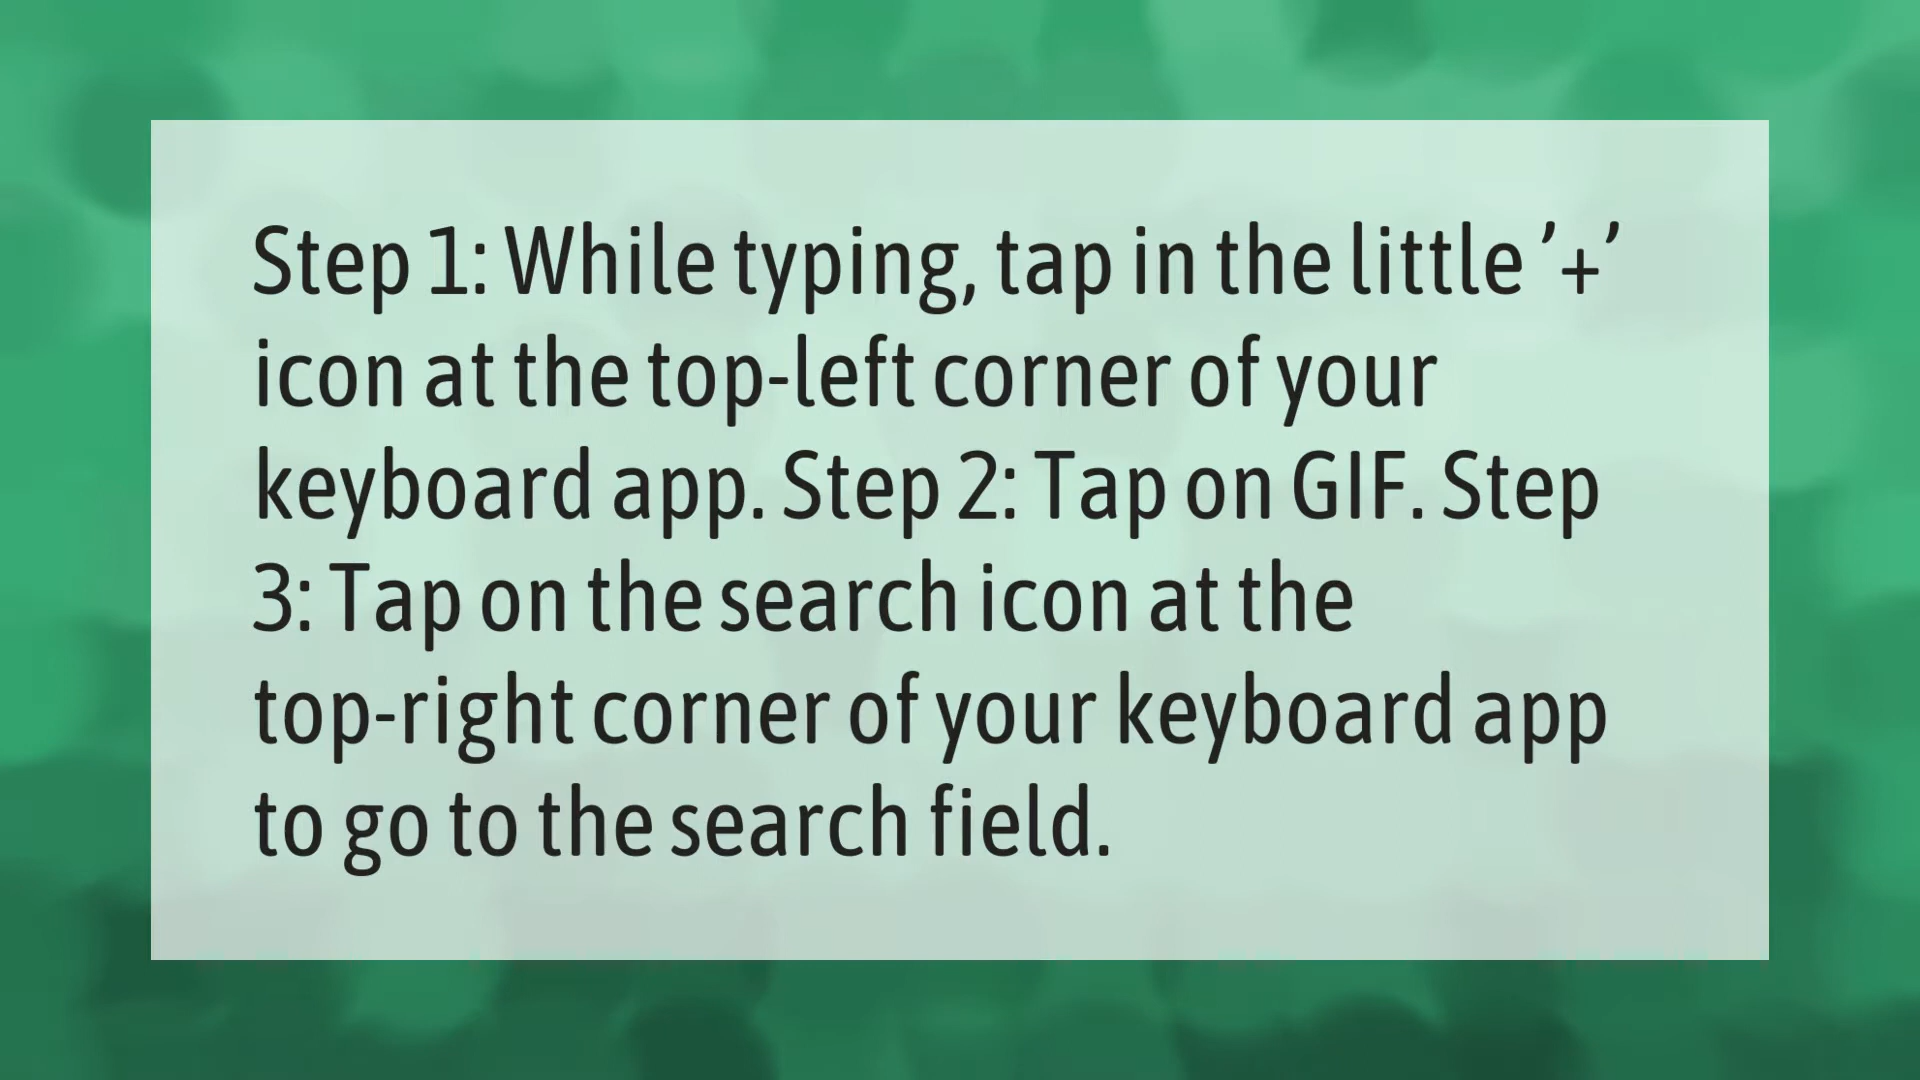 Step 1: While typing, tap in the little ’+’
icon at the top-left corner of your
keyboard app. Step 2: Tap on GIF. Step
3: Tap on the search icon at the
top-right corner of your keyboard app
to go to the search field.